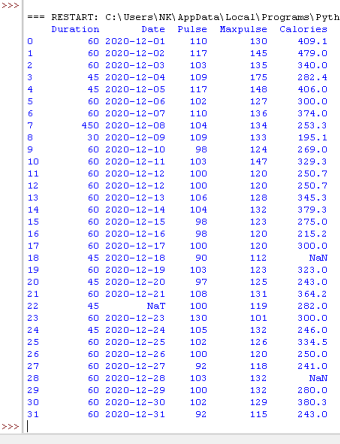 >>>
=== RESTART: C:\Users\NK\AppData\Local\Programs\Pyth
Duration Date Pulse Maxpulse Calories
0 60 2020-12-01 110 130 409.1
1 60 2020-12-02 117 145 479.0
2 60 2020-12-03 103 135 340.0
3 45 2020-12-04 109 175 282.4
4 45 2020-12-05 117 148 406.0
5 60 2020-12-06 102 127 300.0
6 60 2020-12-07 110 136 374.0
7 450 2020-12-08 104 134 253.3
8 30 2020-12-09 109 133 195.1
9 60 2020-12-10 98 124 269.0
10 60 2020-12-11 103 147 329.3
11 60 2020-12-12 100 120 250.7
12 60 2020-12-12 100 120 250.7
13 60 2020-12-13 106 128 345.3
14 60 2020-12-14 104 132 379.3
15 60 2020-12-15 98 123 275.0
16 60 2020-12-16 98 120 215.2
17 60 2020-12-17 100 120 300.0
18 45 2020-12-18 90 112 NaN
19 60 2020-12-19 103 123 323.0
20 45 2020-12-20 97 125 243.0
21 60 2020-12-21 108 131 364.2
22 45 NaT 100 119 282.0
23 60 2020-12-23 130 101 300.0
24 45 2020-12-24 105 132 246.0
25 60 2020-12-25 102 126 334.5
26 60 2020-12-26 100 120 250.0
27 60 2020-12-27 92 118 241.0
28 60 2020-12-28 103 132 NaN
29 60 2020-12-29 100 132 280.0
30 60 2020-12-30 102 129 380.3
31 60 2020-12-31 92 115 243.0
>>>